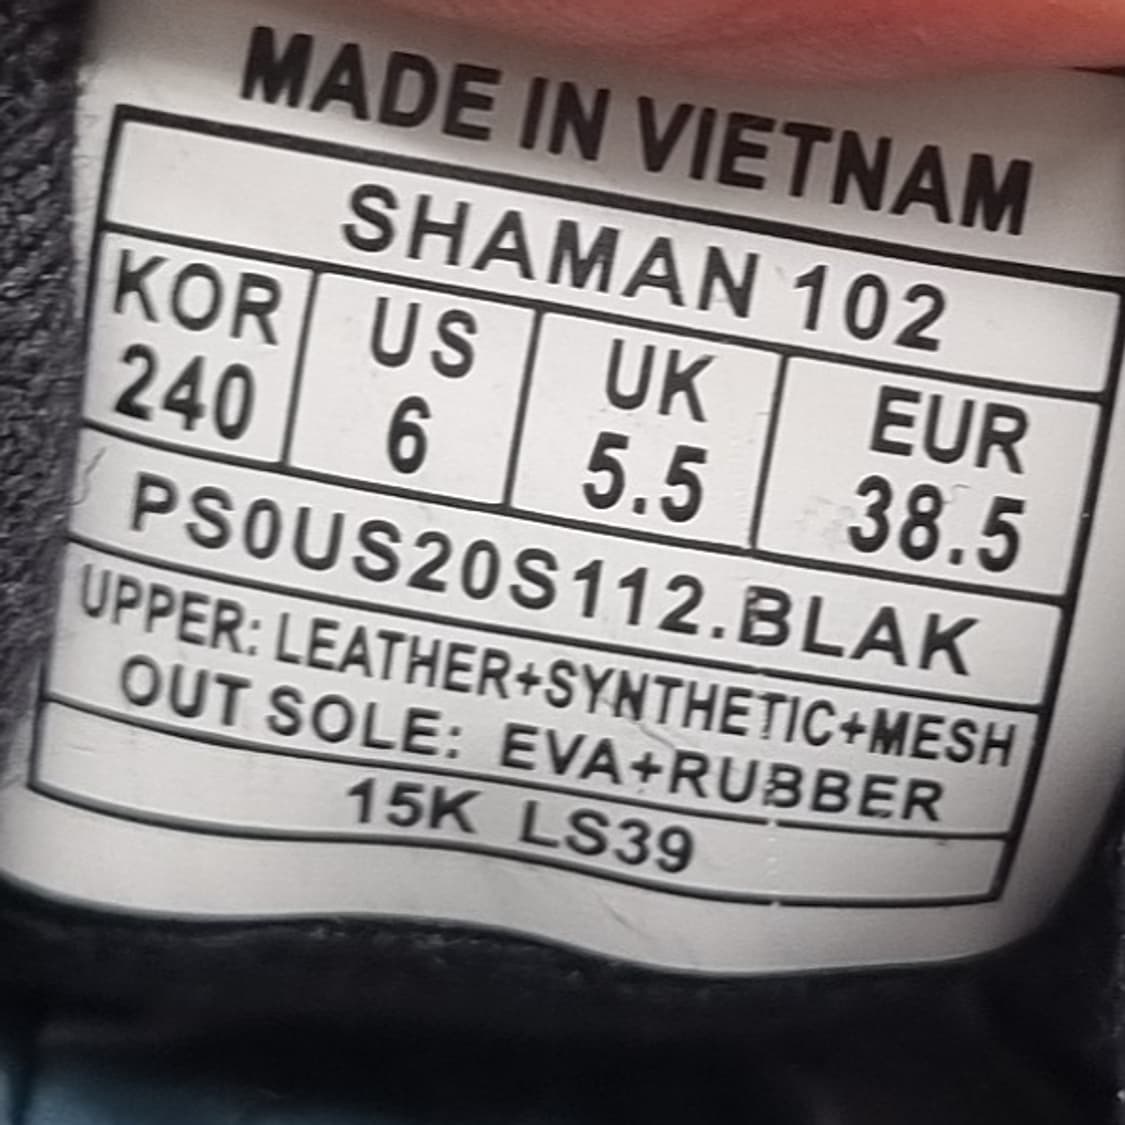 MADE IN VIETNAM
SHAMAN 102
KOR US UK EUR
240 6 5.5 38.5
PS0US20S112.BLAK
UPPER: LEATHER+SYNTHETIC+MESH
OUT SOLE: EVA+RUBBER
15K LS39